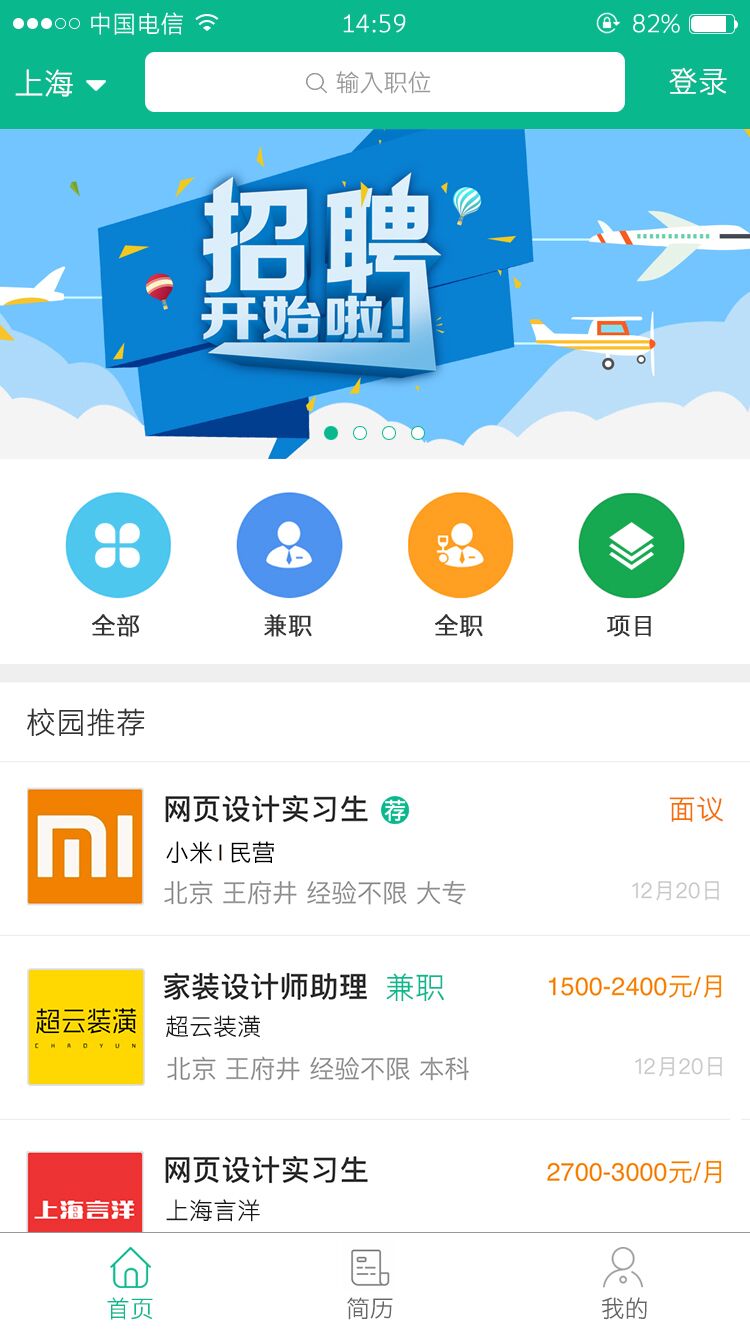 中国电信 14:59 82%
上海 输入职位 登录
招聘
开始啦!
全部 兼职 全职 项目
校园推荐
网页设计实习生 荐 面议
小米 | 民营
北京 王府井 经验不限 大专 12月20日
超云装潢
CHAOYUN
家装设计师助理 兼职 1500-2400元/月
超云装潢
北京 王府井 经验不限 本科 12月20日
上海言洋
网页设计实习生 2700-3000元/月
上海言洋
首页 简历 我的